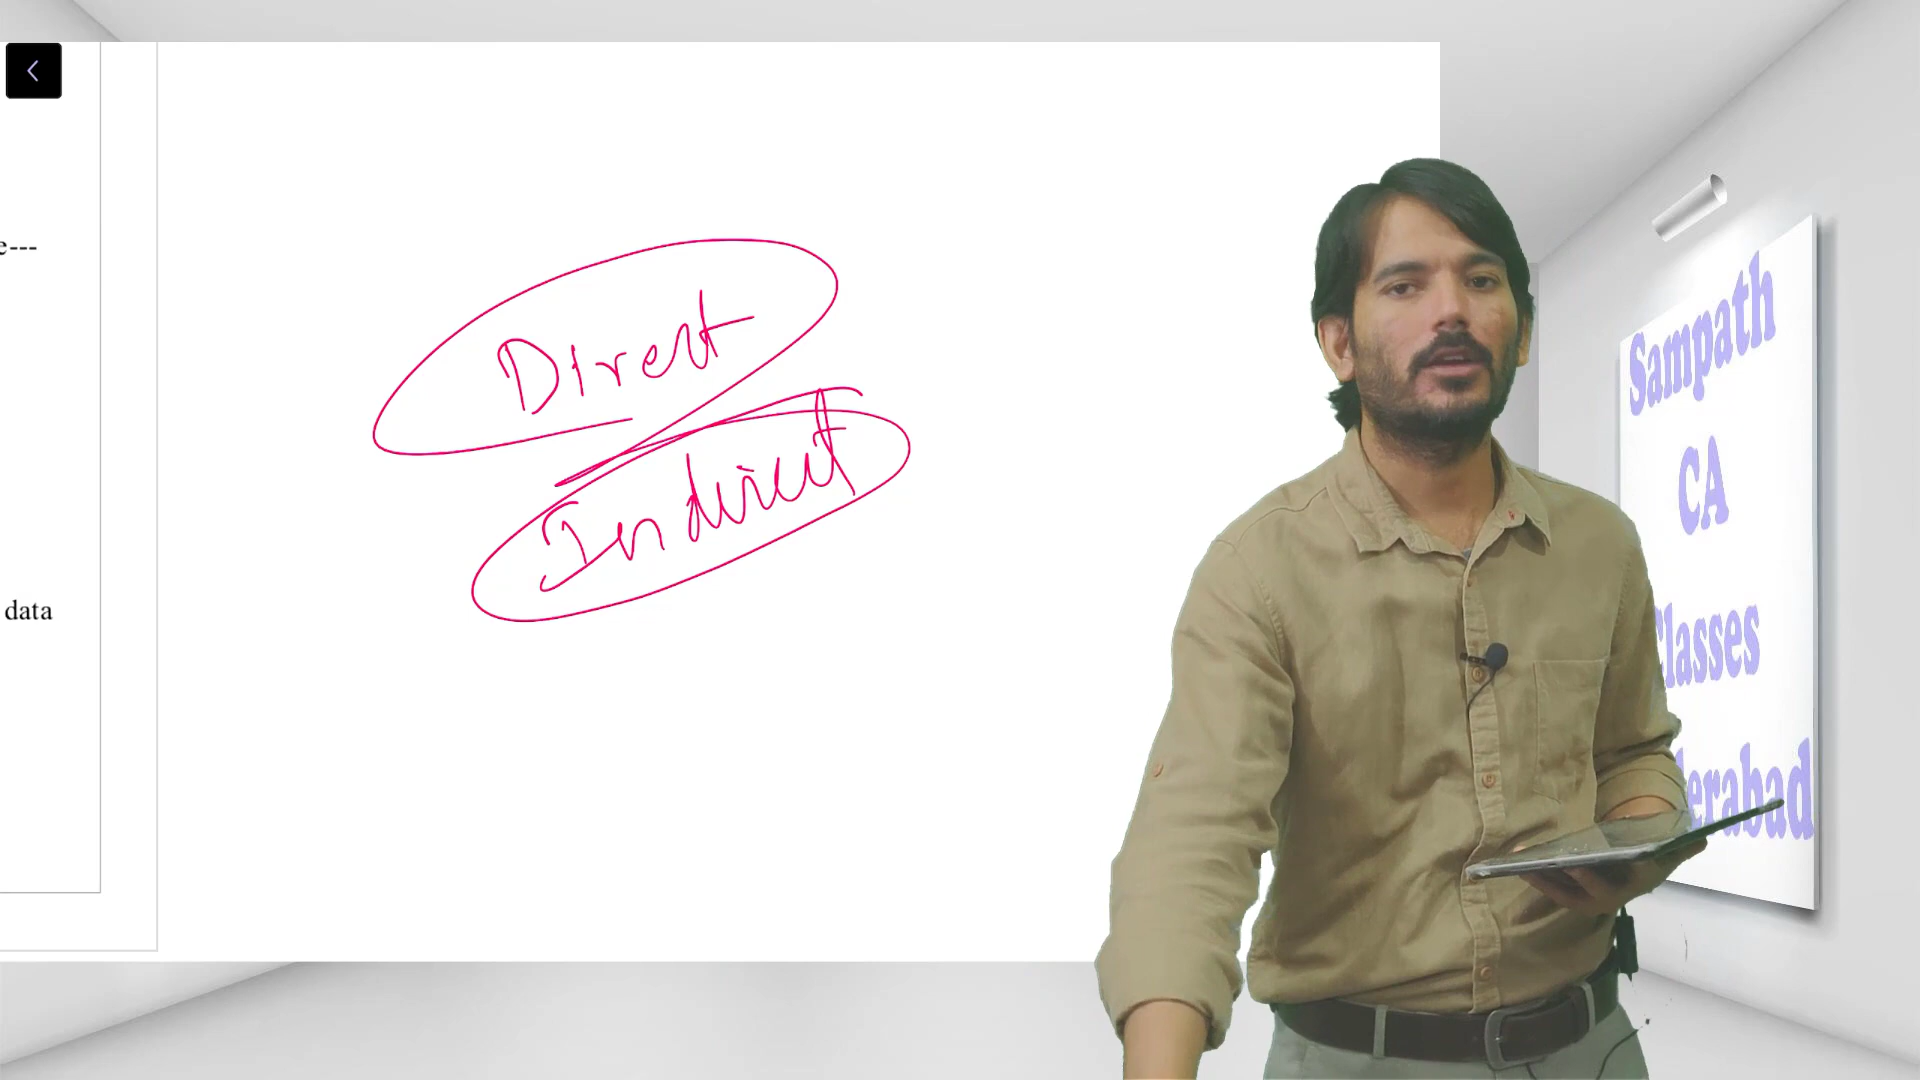 e---
data
Direct
Indirect
Sampath
CA
lasses
erabad